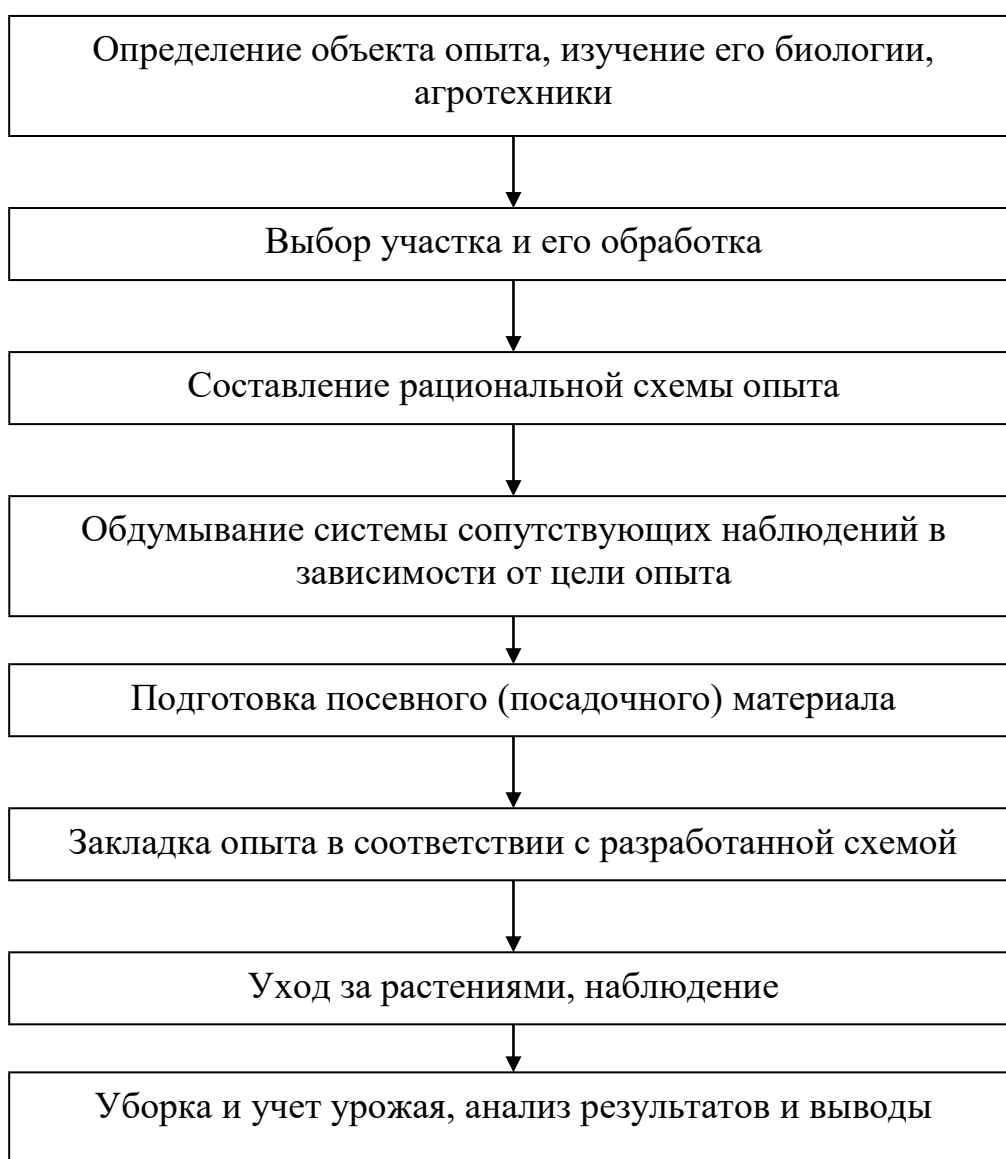 Определение объекта опыта, изучение его биологии,
агротехники
Выбор участка и его обработка
Составление рациональной схемы опыта
Обдумывание системы сопутствующих наблюдений в
зависимости от цели опыта
Подготовка посевного (посадочного) материала
Закладка опыта в соответствии с разработанной схемой
Уход за растениями, наблюдение
Уборка и учет урожая, анализ результатов и выводы